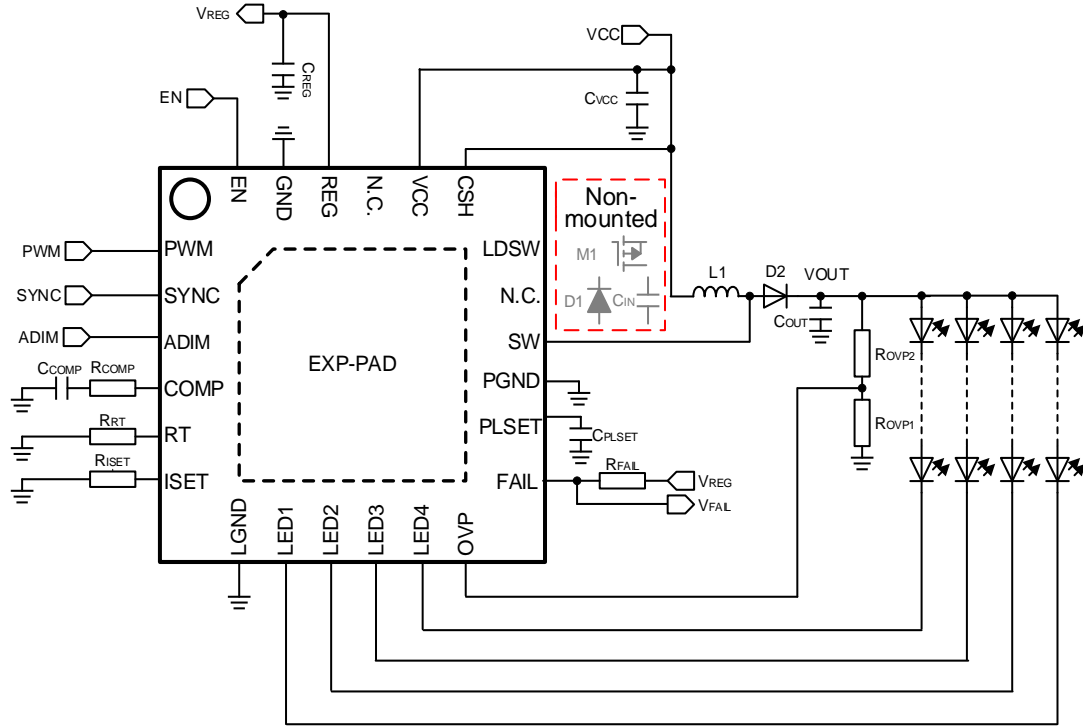 VREG
VCC
CREG
EN
CVCC
EN
GND
REG
N.C.
VCC
CSH
Non-
mounted
M1
D1
CIN
PWM
SYNC
ADIM
CCOMP
RCOMP
RRT
RISET
PWM
SYNC
ADIM
COMP
RT
ISET
EXP-PAD
LDSW
N.C.
SW
PGND
PLSET
FAIL
L1
D2
VOUT
COUT
ROVP2
ROVP1
CPLSET
RFAIL
VREG
VFAIL
LGND
LED1
LED2
LED3
LED4
OVP